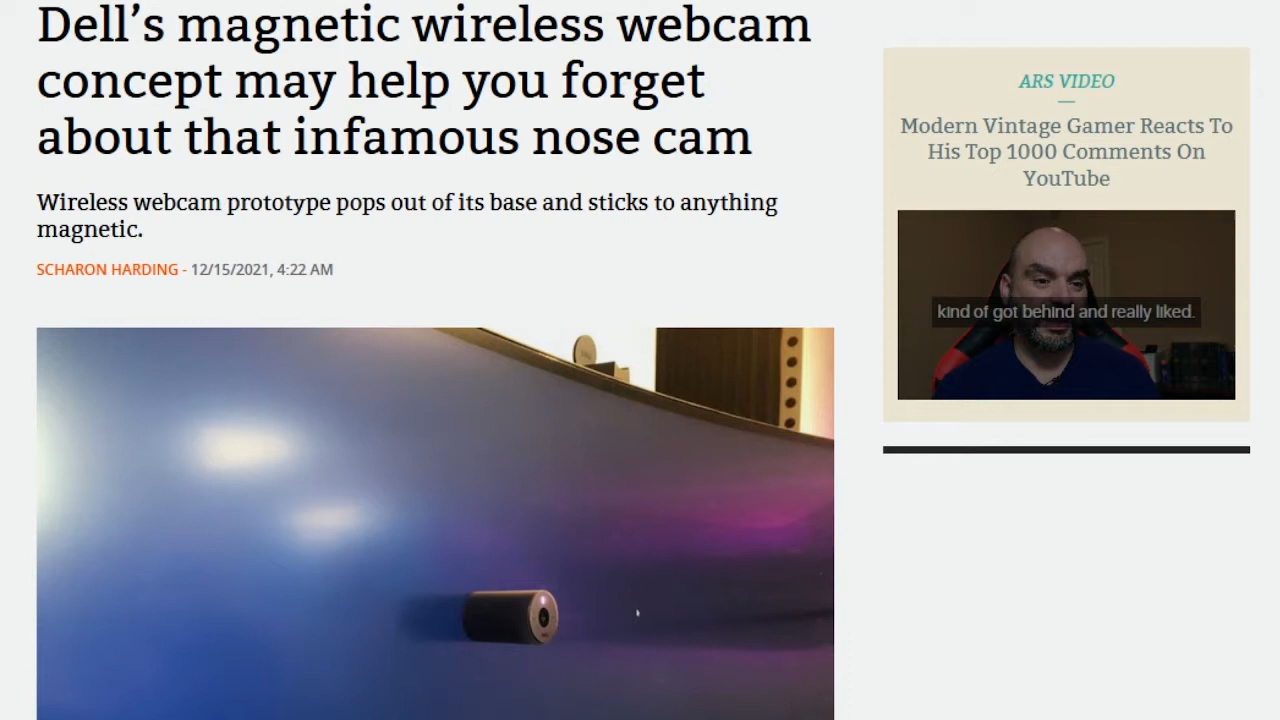 Dell’s magnetic wireless webcam
concept may help you forget
about that infamous nose cam
Wireless webcam prototype pops out of its base and sticks to anything
magnetic.
SCHARON HARDING - 12/15/2021, 4:22 AM
ARS VIDEO
Modern Vintage Gamer Reacts To
His Top 1000 Comments On
YouTube
kind of got behind and really liked.